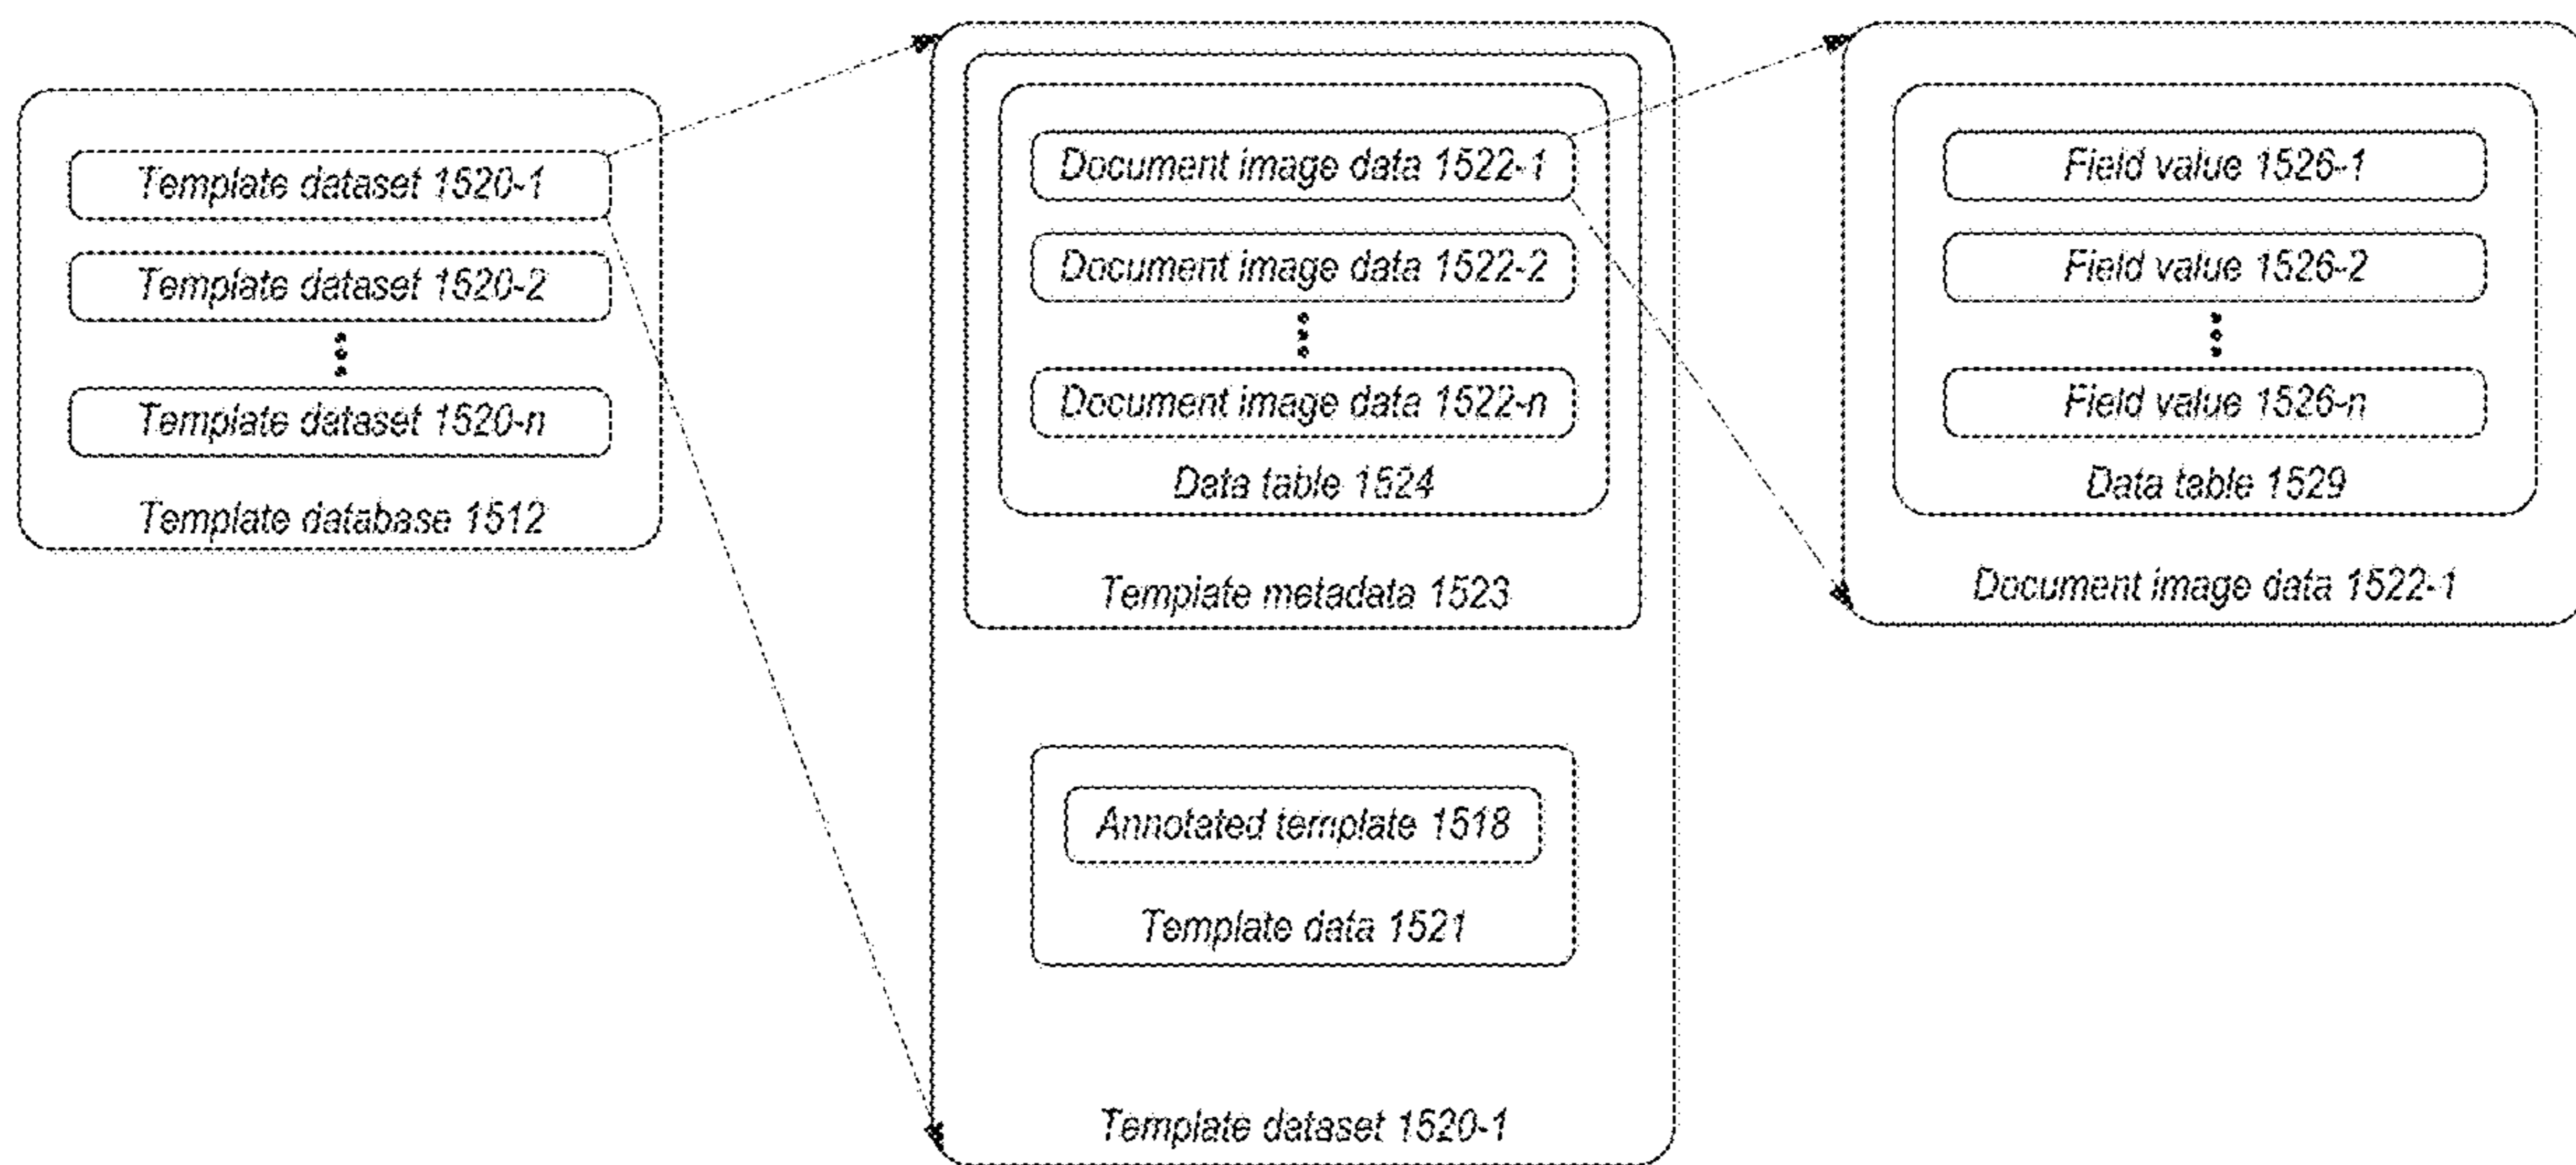 Template dataset 1520-1
Template dataset 1520-2
Template dataset 1520-n
Template database 1512
Document image data 1522-1
Document image data 1522-2
Document image data 1522-n
Data table 1524
Template metadata 1523
Annotated template 1518
Template data 1521
Template dataset 1520-1
Field value 1526-1
Field value 1526-2
Field value 1526-n
Data table 1529
Document image data 1522-1